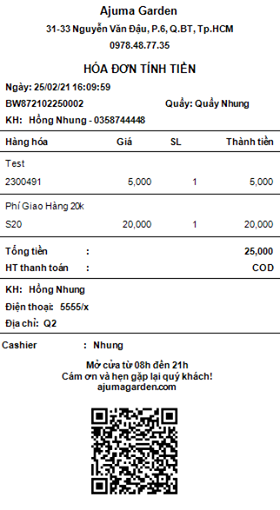 Ajuma Garden
31-33 Nguyễn Văn Đậu, P.6, Q.BT, Tp.HCM
0978.48.77.35
HÓA ĐƠN TÍNH TIỀN
Ngày: 25/02/21 16:09:59
BW872102250002 Quầy: Quầy Nhung
KH: Hồng Nhung - 0358744448
Hàng hóa Giá SL Thành tiền
Test
2300491 5,000 1 5,000
Phí Giao Hàng 20k
S20 20,000 1 20,000
Tổng tiền : 25,000
HT thanh toán : COD
KH: Hồng Nhung
Điện thoại: 5555/x
Địa chỉ: Q2
Cashier : Nhung
Mở cửa từ 08h đến 21h
Cám ơn và hẹn gặp lại quý khách!
ajumagarden.com